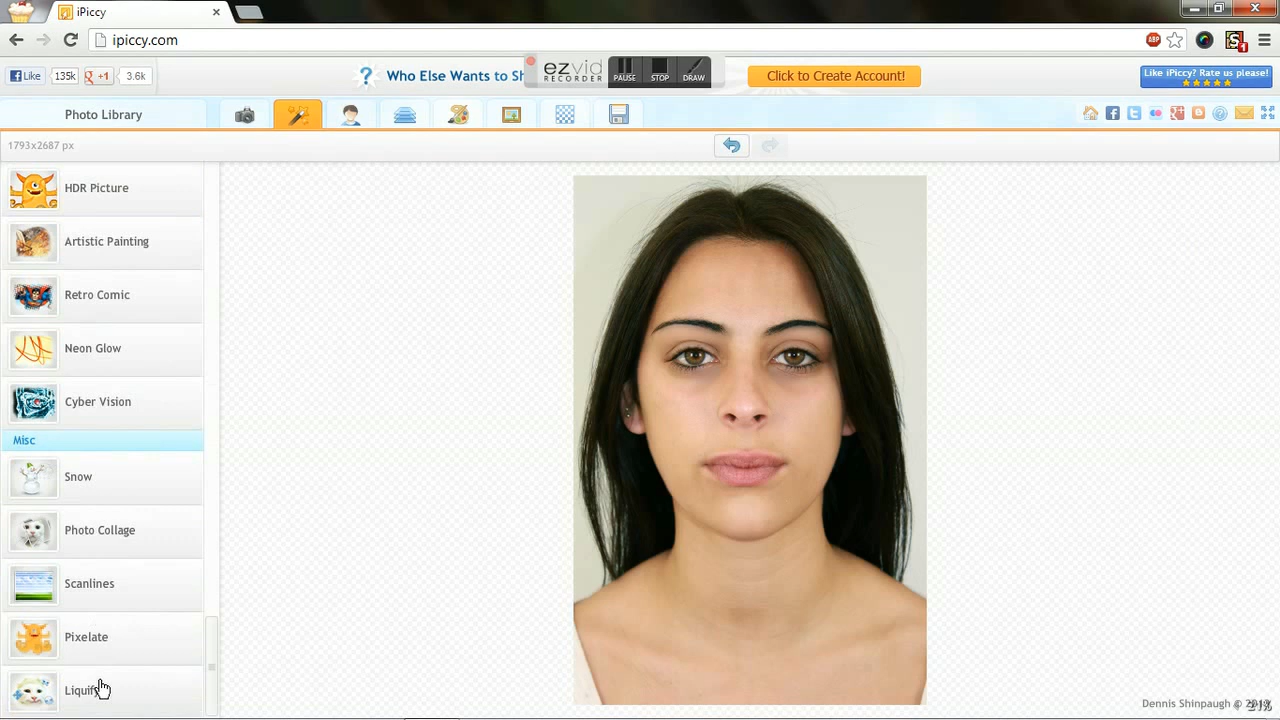 iPiccy
ipiccy.com
ABP
S
1
Like
135k
+1
3.6k
? Who Else Wants to Sh
ezvid
RECORDER
PAUSE
STOP
DRAW
Click to Create Account!
Like iPiccy? Rate us please!
Photo Library
1793x2687 px
HDR Picture
Artistic Painting
Retro Comic
Neon Glow
Cyber Vision
Misc
Snow
Photo Collage
Scanlines
Pixelate
Liquify
Dennis Shinpaugh @